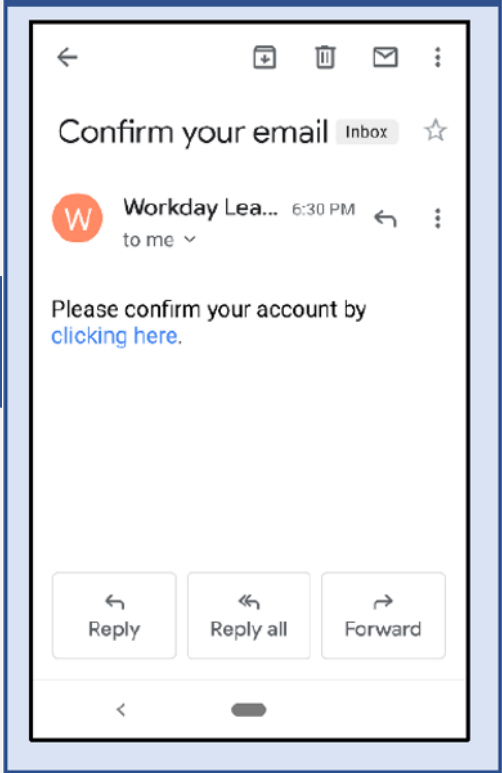 Confirm your email Inbox
W
Workday Lea... 6:30 PM
to me
Please confirm your account by
clicking here.
Reply Reply all Forward